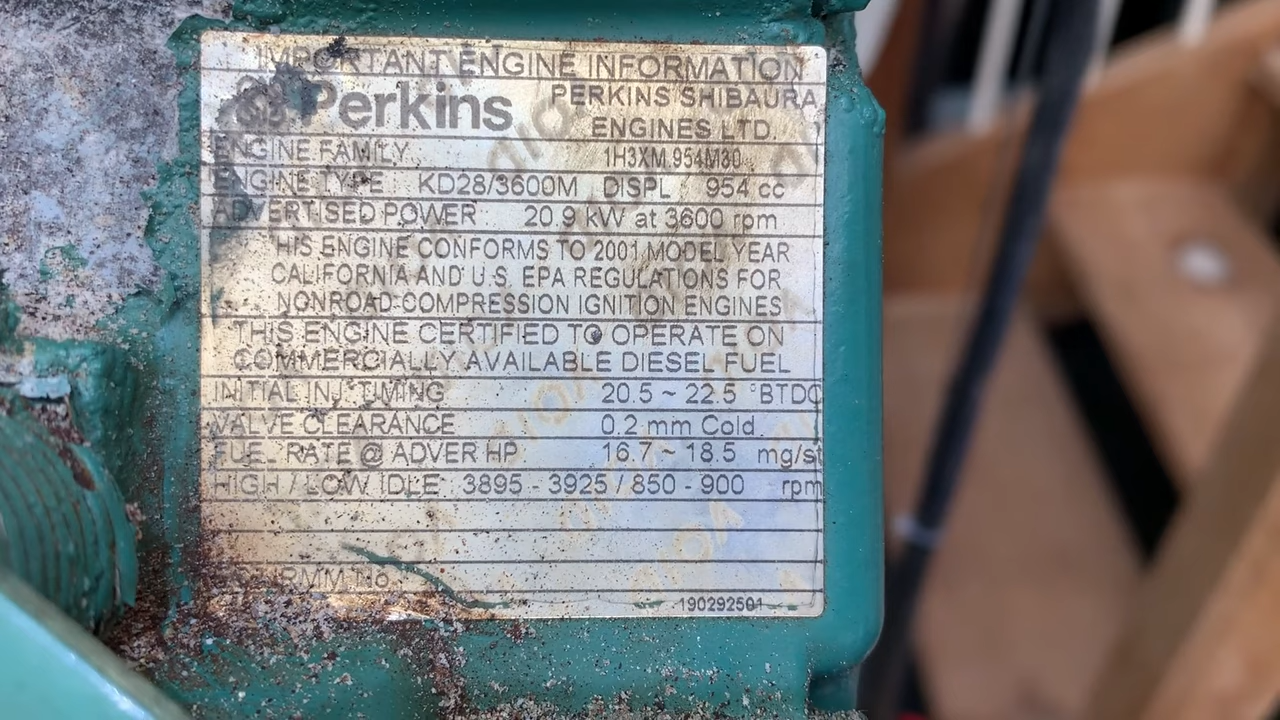 IMPORTANT ENGINE INFORMATION
Perkins PERKINS SHIBAURA
ENGINES LTD.
ENGINE FAMILY 1H3XM.954M30
ENGINE TYPE KD28/3600M DISPL 954 cc
ADVERTISED POWER 20.9 kW at 3600 rpm
THIS ENGINE CONFORMS TO 2001 MODEL YEAR
CALIFORNIA AND U.S. EPA REGULATIONS FOR
NONROAD COMPRESSION IGNITION ENGINES
THIS ENGINE CERTIFIED TO OPERATE ON
COMMERCIALLY AVAILABLE DIESEL FUEL
INITIAL INJ. TIMING 20.5 ~ 22.5 °BTDC
VALVE CLEARANCE 0.2 mm Cold
FUEL RATE @ ADVER HP 16.7 ~ 18.5 mg/st
HIGH / LOW IDLE 3895 - 3925 / 850 - 900 rpm
No.
190292501